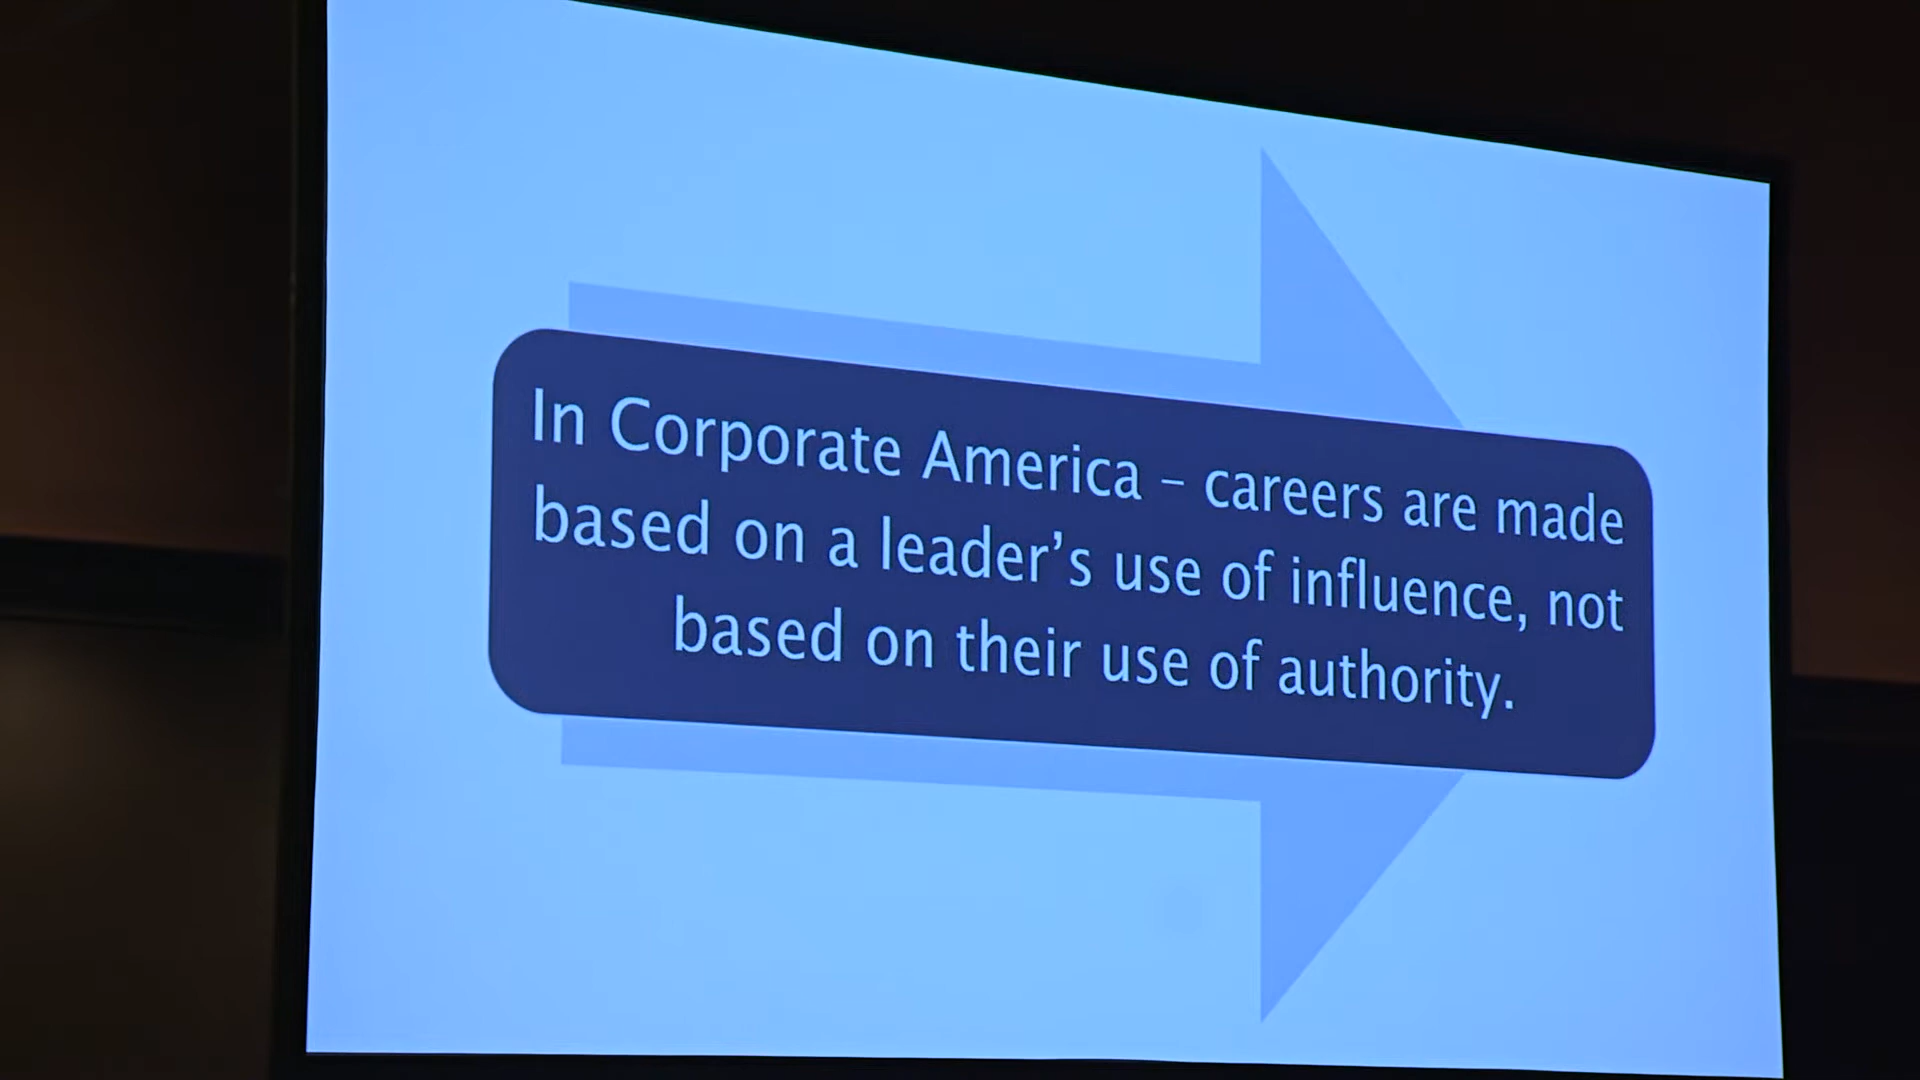 In Corporate America – careers are made
based on a leader’s use of influence, not
based on their use of authority.